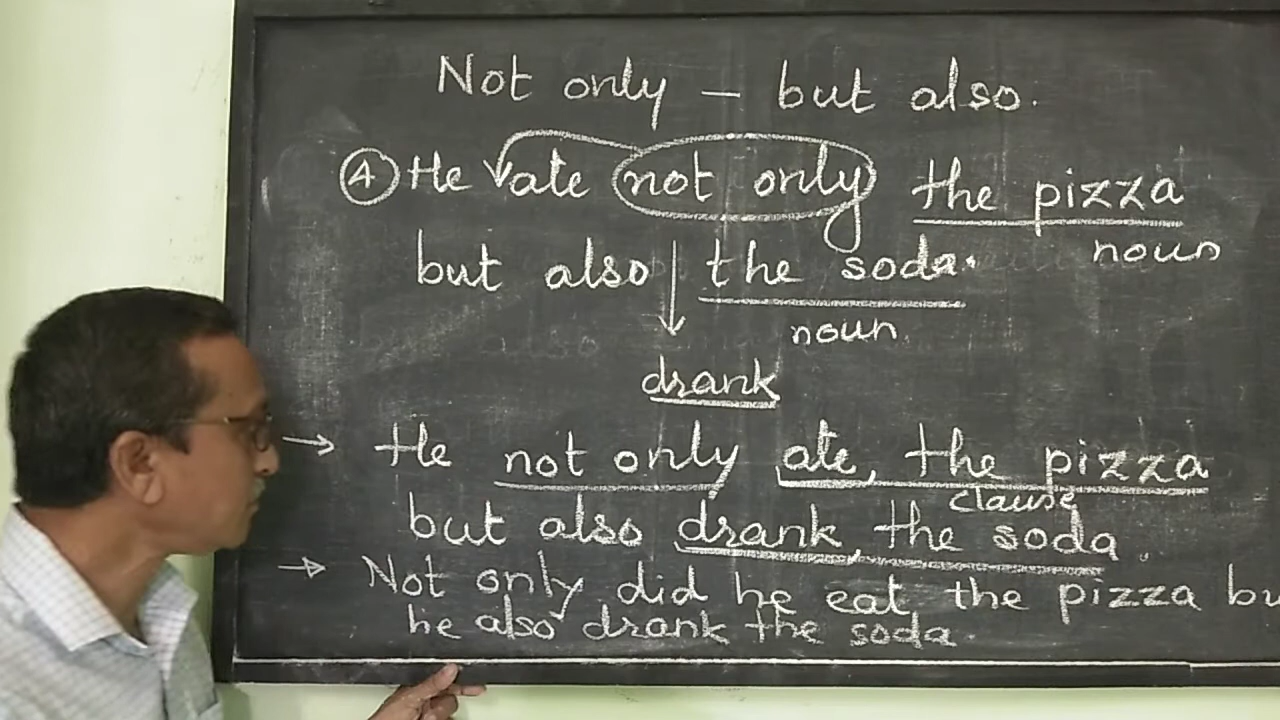 Not only — but also.
④ He ate not only the pizza
noun
but also the soda.
noun
drank
→ He not only ate, the pizza
clause
but also drank, the soda.
→ Not only did he eat the pizza bu
he also drank the soda.